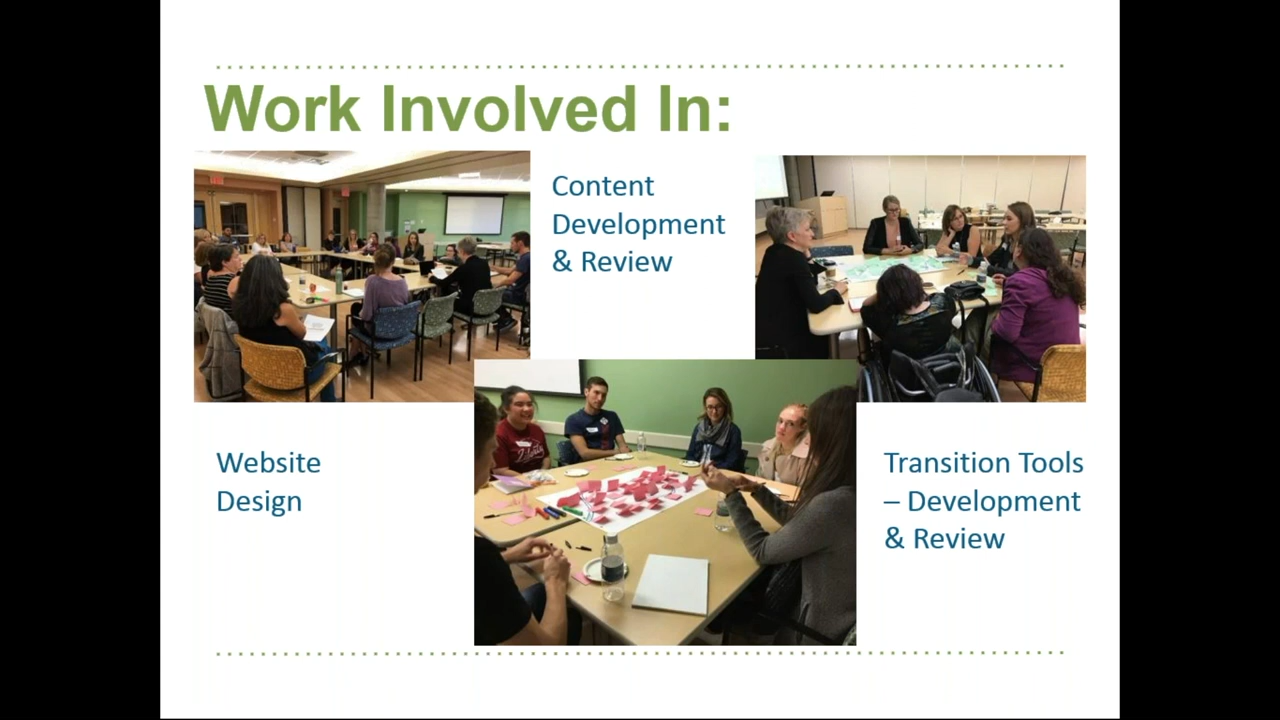 Work Involved In:
Content
Development
& Review
Website
Design
Transition Tools
– Development
& Review